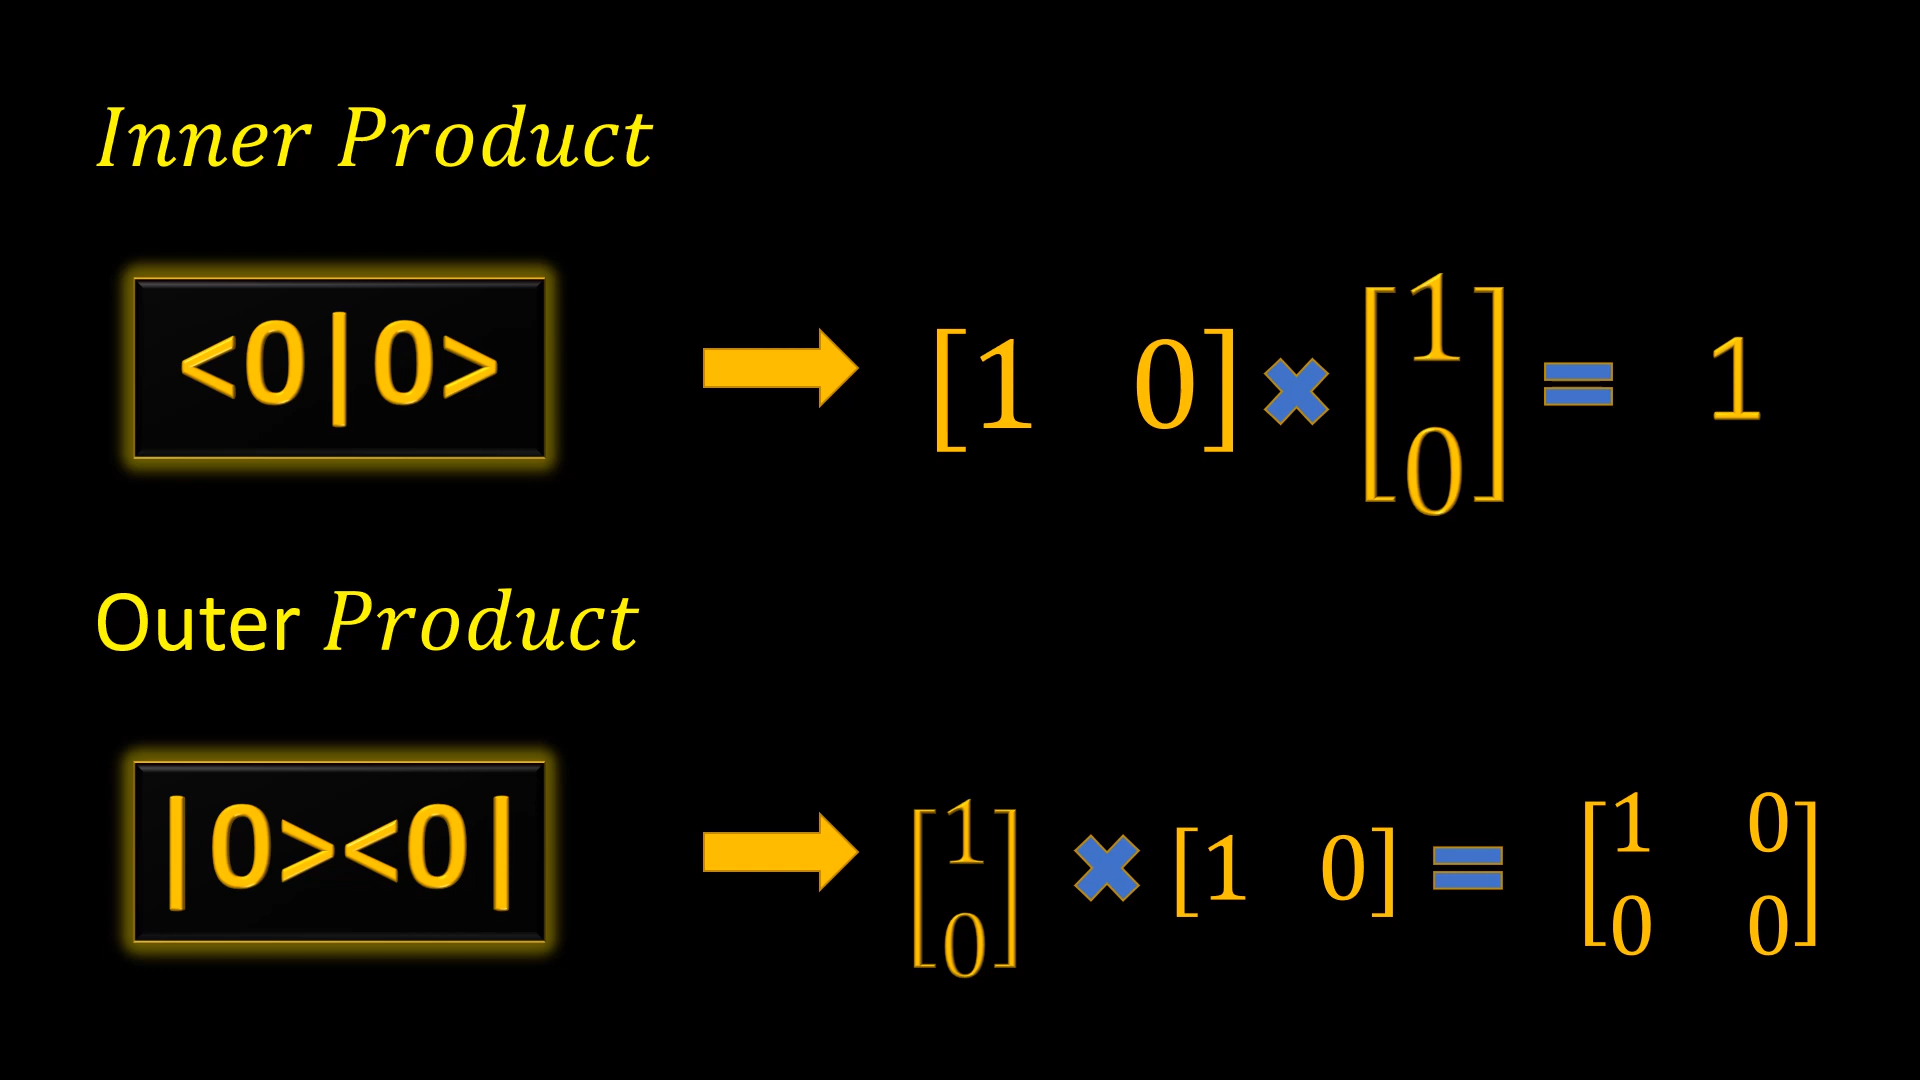 Inner Product
<0|0>
[1 0] × [1 0] = 1
Outer Product
|0><0|
[1 0] × [1 0] = [1 0
0 0]